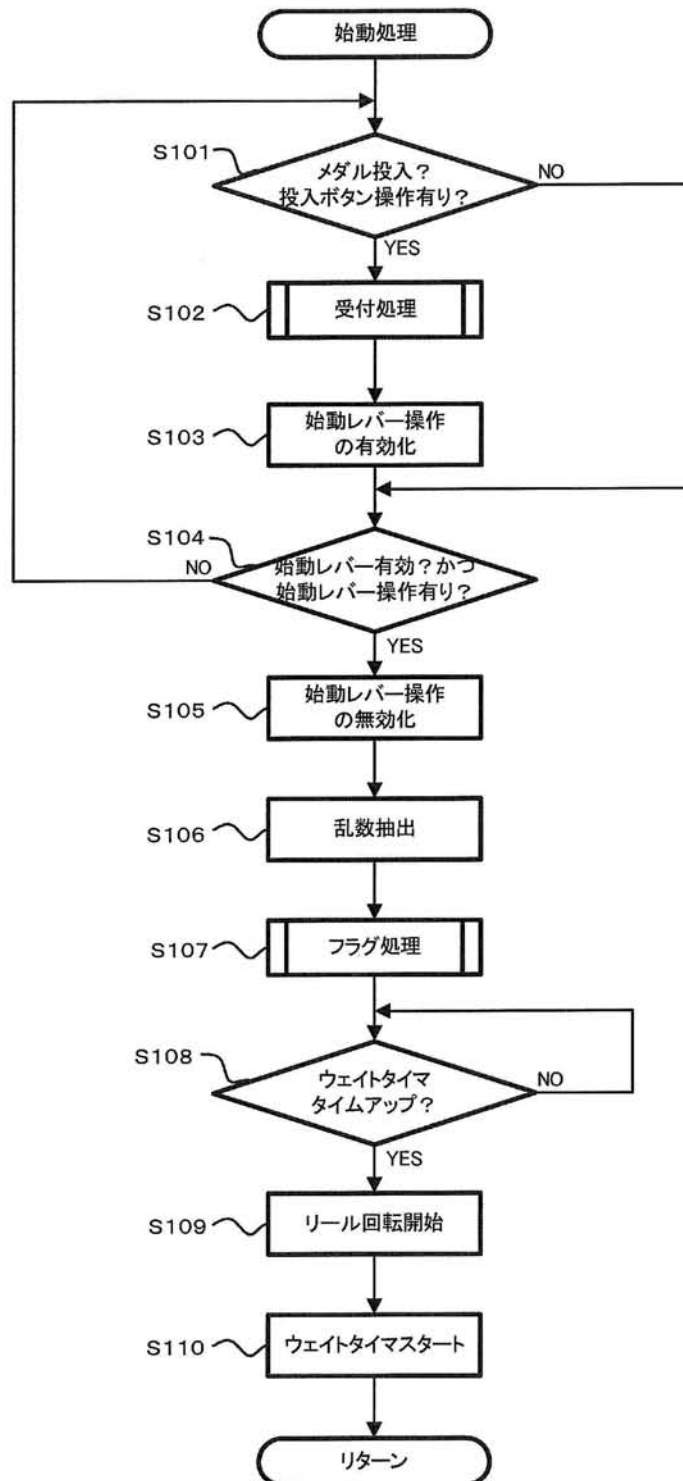 始動処理
S101
メダル投入？
投入ボタン操作有り？
NO
YES
S102
受付処理
S103
始動レバー操作
の有効化
S104
NO
始動レバー有効？かつ
始動レバー操作有り？
YES
S105
始動レバー操作
の無効化
S106
乱数抽出
S107
フラグ処理
S108
ウェイトタイマ
タイムアップ？
NO
YES
S109
リール回転開始
S110
ウェイトタイマスタート
リターン